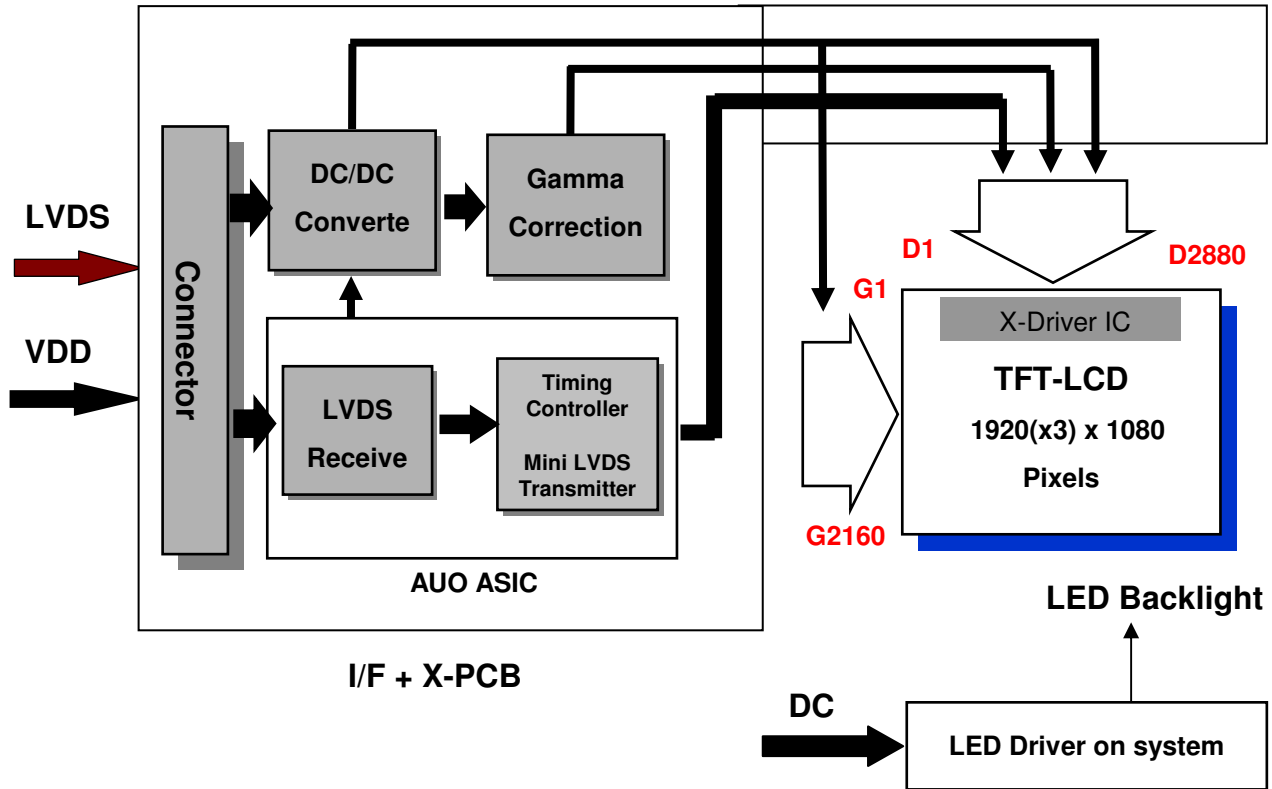 LVDS
VDD
Connector
DC/DC
Converte
Gamma
Correction
LVDS
Receive
Timing
Controller
Mini LVDS
Transmitter
AUO ASIC
I/F + X-PCB
D1
D2880
G1
G2160
X-Driver IC
TFT-LCD
1920(x3) x 1080
Pixels
LED Backlight
DC
LED Driver on system